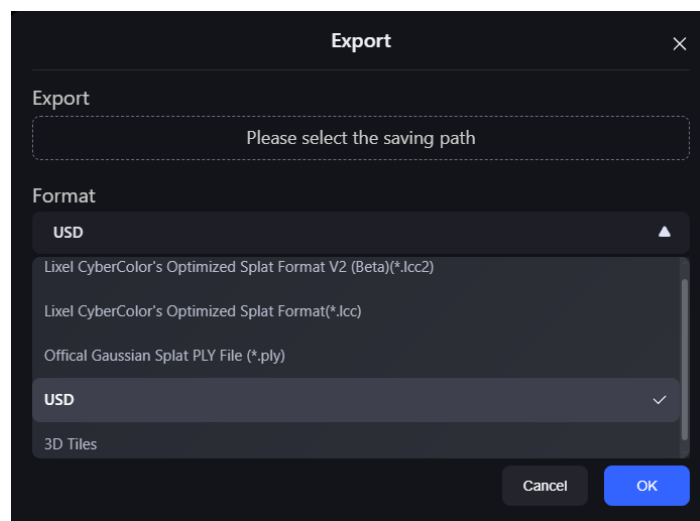 Export
Export
Please select the saving path
Format
USD
Lixel CyberColor's Optimized Splat Format V2 (Beta)(*.lcc2)
Lixel CyberColor's Optimized Splat Format(*.lcc)
Offical Gaussian Splat PLY File (*.ply)
USD
3D Tiles
Cancel
OK